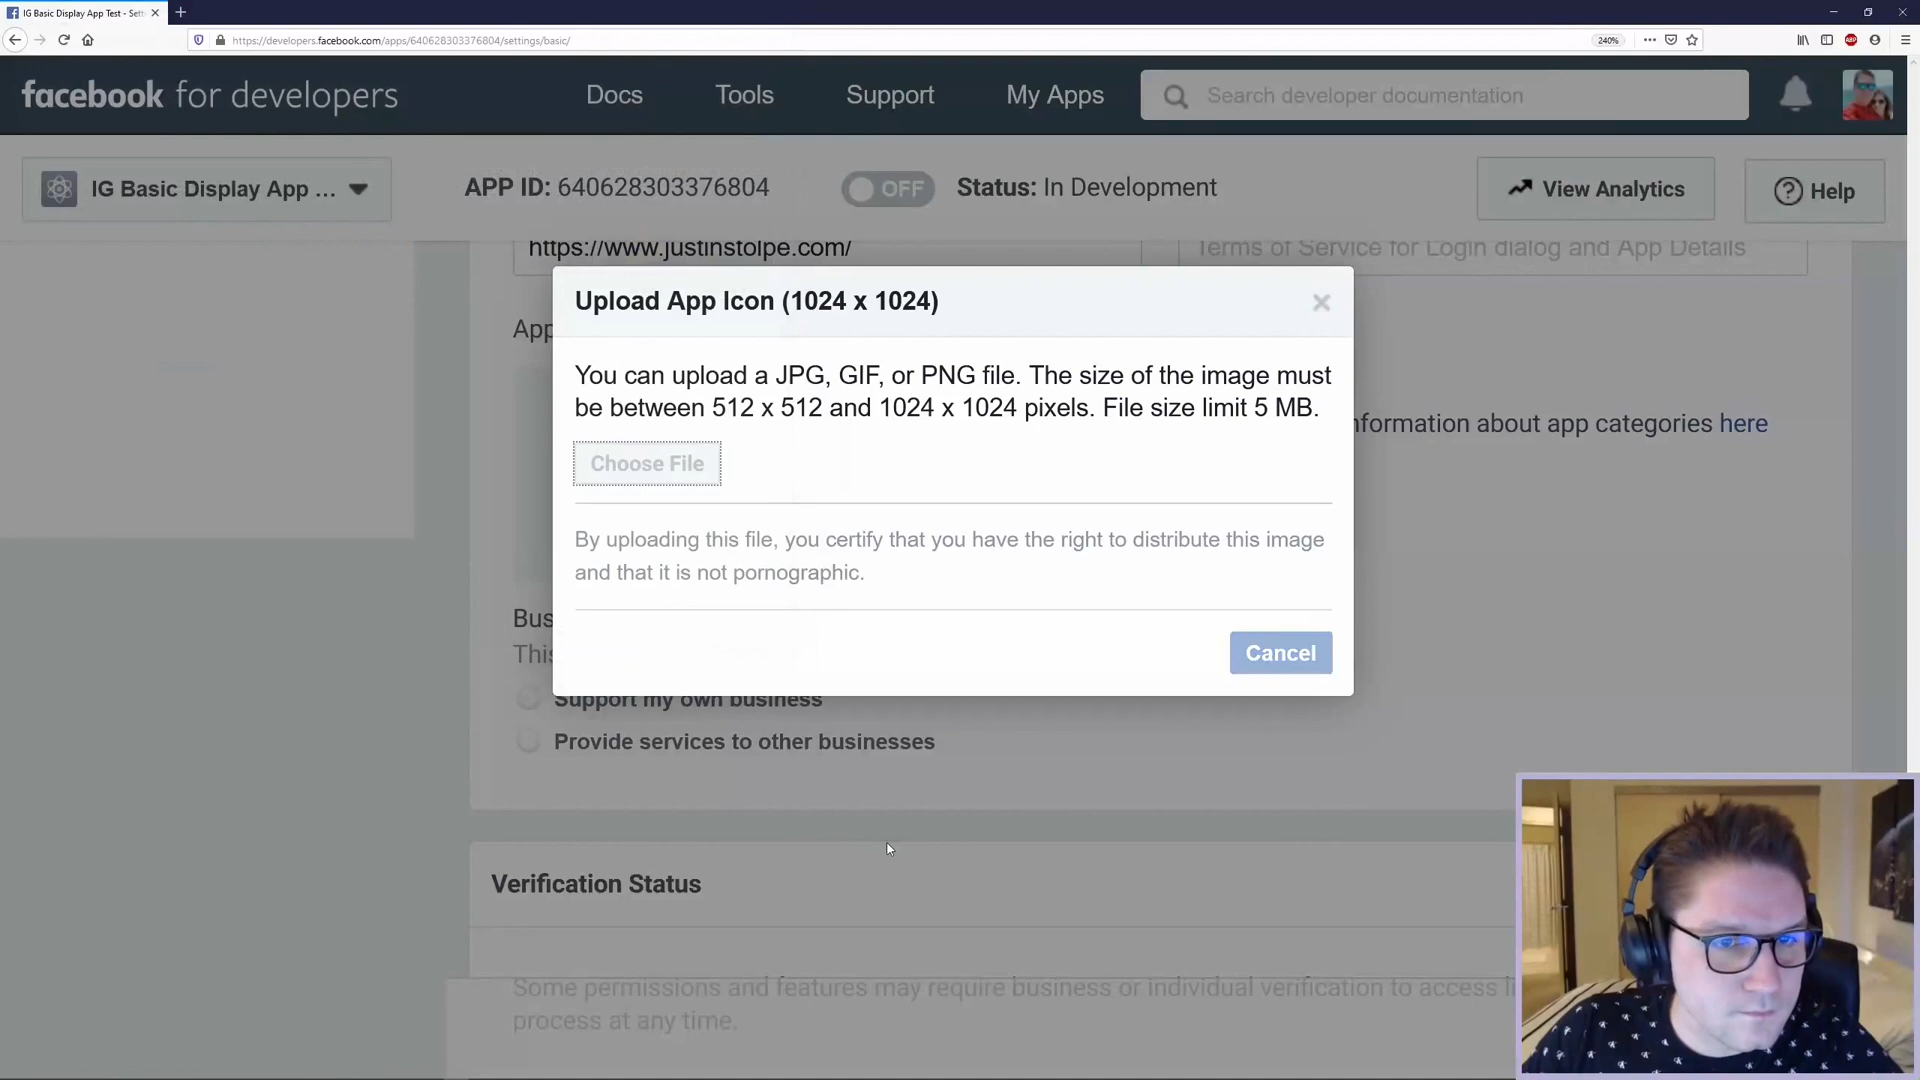 IG Basic Display App Test - Sett
https://developers.facebook.com/apps/640628303376804/settings/basic/
240%
ABP
facebook for developers
Docs
Tools
Support
My Apps
Search developer documentation
IG Basic Display App ...
APP ID: 640628303376804
OFF
Status: In Development
View Analytics
Help
https://www.justinstolpe.com/
Terms of Service for Login dialog and App Details
Upload App Icon (1024 x 1024)
App
You can upload a JPG, GIF, or PNG file. The size of the image must
be between 512 x 512 and 1024 x 1024 pixels. File size limit 5 MB.
nformation about app categories here
Choose File
By uploading this file, you certify that you have the right to distribute this image
and that it is not pornographic.
Bus
This
Cancel
Support my own business
Provide services to other businesses
Verification Status
Some permissions and features may require business or individual verification to access li
process at any time.